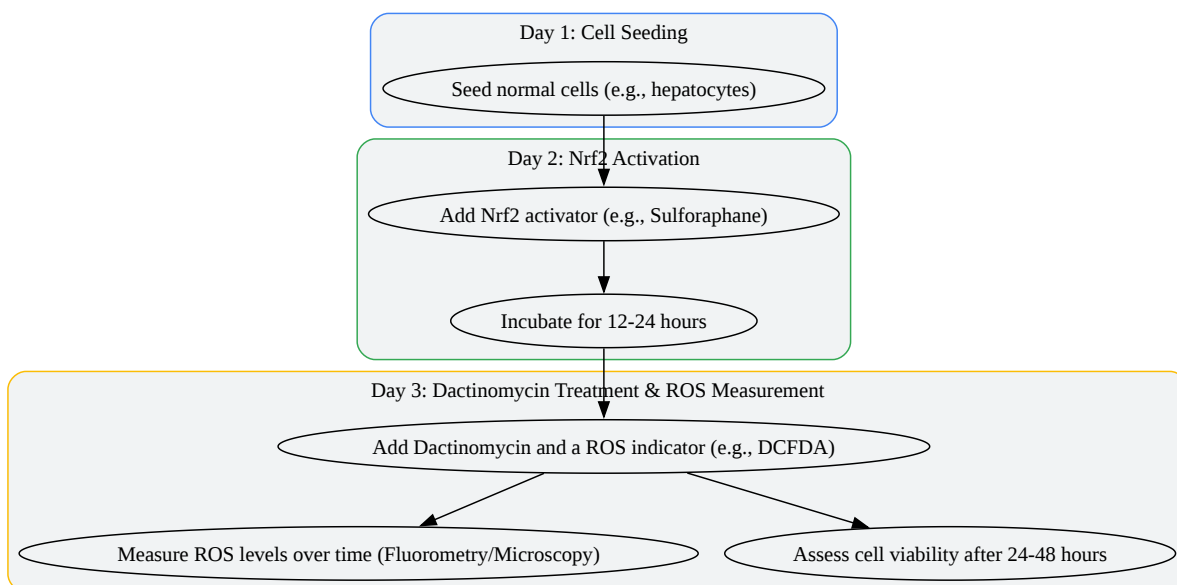 Day 1: Cell Seeding
Seed normal cells (e.g., hepatocytes)
Day 2: Nrf2 Activation
Add Nrf2 activator (e.g., Sulforaphane)
Incubate for 12-24 hours
Day 3: Dactinomycin Treatment & ROS Measurement
Add Dactinomycin and a ROS indicator (e.g., DCFDA)
Measure ROS levels over time (Fluorometry/Microscopy)
Assess cell viability after 24-48 hours